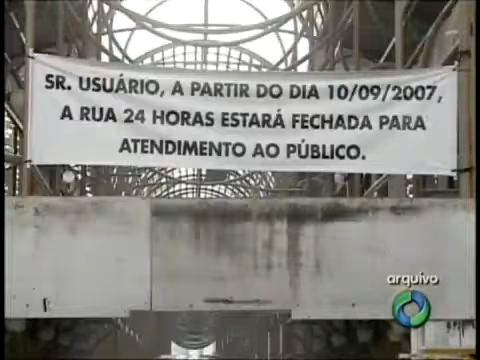 SR. USUÁRIO, A PARTIR DO DIA 10/09/2007,
A RUA 24 HORAS ESTARÁ FECHADA PARA
ATENDIMENTO AO PÚBLICO.
arquivo